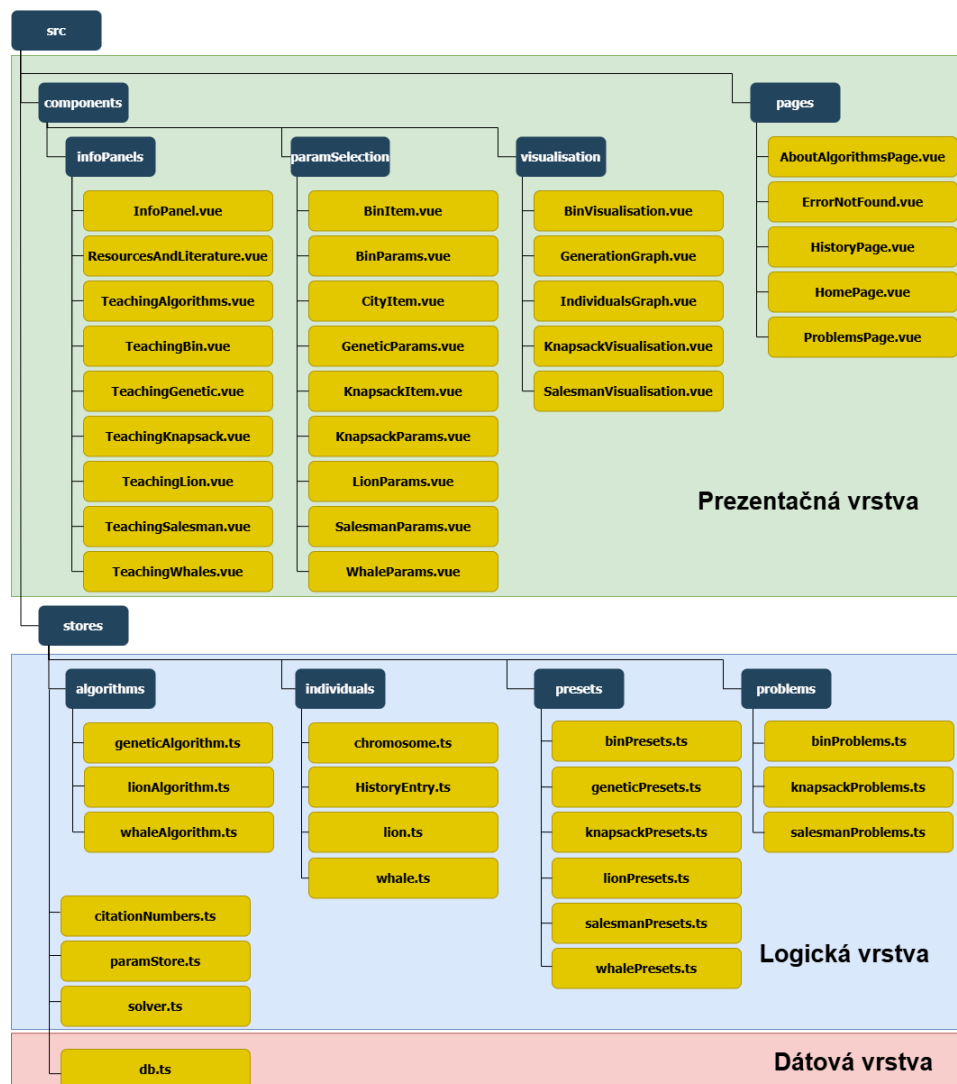 src
components
pages
infoPanels
paramSelection
visualisation
InfoPanel.vue
ResourcesAndLiterature.vue
TeachingAlgorithms.vue
TeachingBin.vue
TeachingGenetic.vue
TeachingKnapsack.vue
TeachingLion.vue
TeachingSalesman.vue
TeachingWhales.vue
BinItem.vue
BinParams.vue
CityItem.vue
GeneticParams.vue
KnapsackItem.vue
KnapsackParams.vue
LionParams.vue
SalesmanParams.vue
WhaleParams.vue
BinVisualisation.vue
GenerationGraph.vue
IndividualsGraph.vue
KnapsackVisualisation.vue
SalesmanVisualisation.vue
AboutAlgorithmsPage.vue
ErrorNotFound.vue
HistoryPage.vue
HomePage.vue
ProblemsPage.vue
Prezentačná vrstva
stores
algorithms
individuals
presets
problems
geneticAlgorithm.ts
lionAlgorithm.ts
whaleAlgorithm.ts
chromosome.ts
HistoryEntry.ts
lion.ts
whale.ts
binPresets.ts
geneticPresets.ts
knapsackPresets.ts
lionPresets.ts
salesmanPresets.ts
whalePresets.ts
binProblems.ts
knapsackProblems.ts
salesmanProblems.ts
citationNumbers.ts
paramStore.ts
solver.ts
Logická vrstva
db.ts
Dátová vrstva